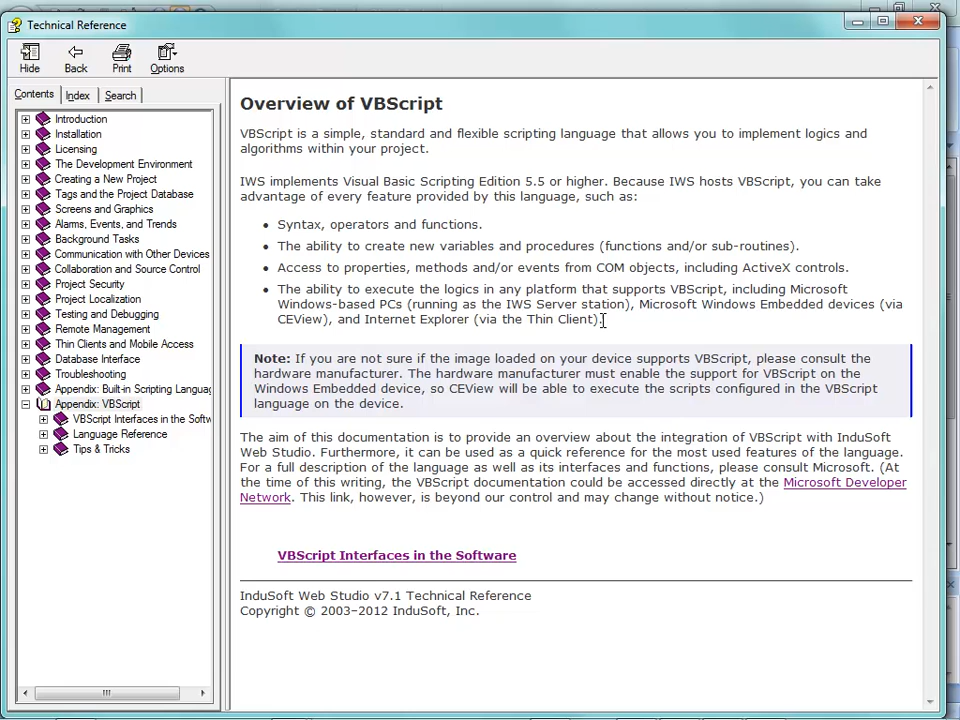 Technical Reference
Hide
Back
Print
Options
Contents
Index
Search
Introduction
Installation
Licensing
The Development Environment
Creating a New Project
Tags and the Project Database
Screens and Graphics
Alarms, Events, and Trends
Background Tasks
Communication with Other Devices
Collaboration and Source Control
Project Security
Project Localization
Testing and Debugging
Remote Management
Thin Clients and Mobile Access
Database Interface
Troubleshooting
Appendix: Built-in Scripting Languag
Appendix: VBScript
VBScript Interfaces in the Softw
Language Reference
Tips & Tricks
Overview of VBScript
VBScript is a simple, standard and flexible scripting language that allows you to implement logics and
algorithms within your project.
IWS implements Visual Basic Scripting Edition 5.5 or higher. Because IWS hosts VBScript, you can take
advantage of every feature provided by this language, such as:
• Syntax, operators and functions.
• The ability to create new variables and procedures (functions and/or sub-routines).
• Access to properties, methods and/or events from COM objects, including ActiveX controls.
• The ability to execute the logics in any platform that supports VBScript, including Microsoft
Windows-based PCs (running as the IWS Server station), Microsoft Windows Embedded devices (via
CEView), and Internet Explorer (via the Thin Client).
Note: If you are not sure if the image loaded on your device supports VBScript, please consult the
hardware manufacturer. The hardware manufacturer must enable the support for VBScript on the
Windows Embedded device, so CEView will be able to execute the scripts configured in the VBScript
language on the device.
The aim of this documentation is to provide an overview about the integration of VBScript with InduSoft
Web Studio. Furthermore, it can be used as a quick reference for the most used features of the language.
For a full description of the language as well as its interfaces and functions, please consult Microsoft. (At
the time of this writing, the VBScript documentation could be accessed directly at the Microsoft Developer
Network. This link, however, is beyond our control and may change without notice.)
VBScript Interfaces in the Software
InduSoft Web Studio v7.1 Technical Reference
Copyright © 2003–2012 InduSoft, Inc.